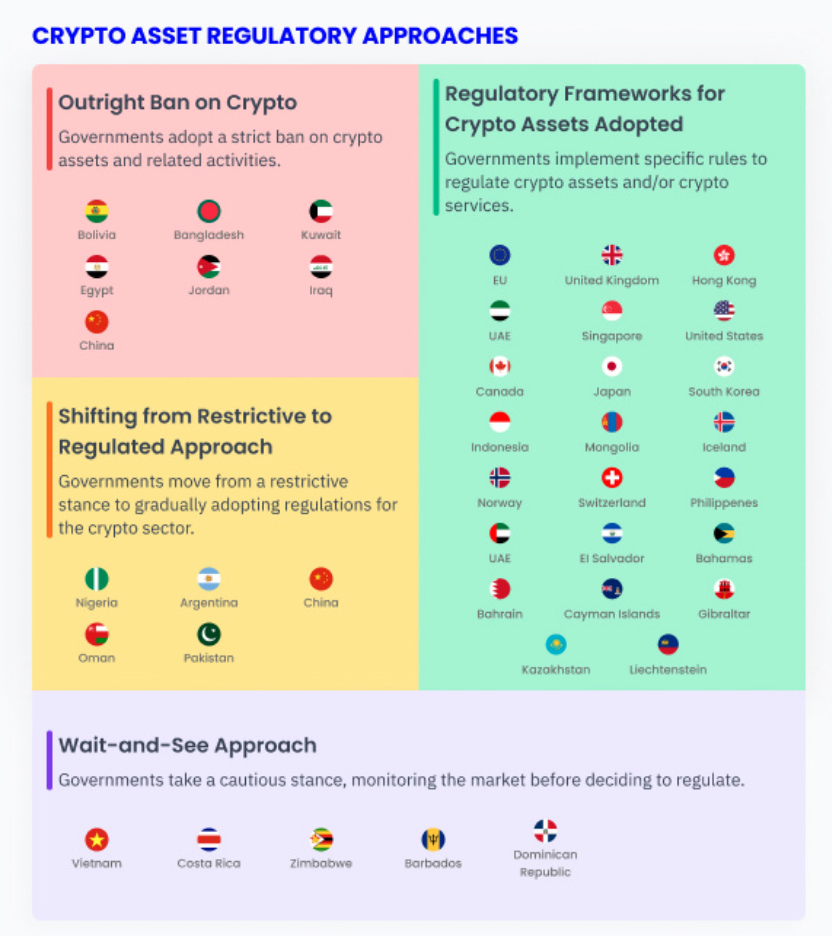 CRYPTO ASSET REGULATORY APPROACHES
Outright Ban on Crypto
Governments adopt a strict ban on crypto
assets and related activities.
Bolivia
Bangladesh
Kuwait
Egypt
Jordan
Iraq
China
Shifting from Restrictive to
Regulated Approach
Governments move from a restrictive
stance to gradually adopting regulations for
the crypto sector.
Nigeria
Argentina
China
Oman
Pakistan
Regulatory Frameworks for
Crypto Assets Adopted
Governments implement specific rules to
regulate crypto assets and/or crypto
services.
EU
United Kingdom
Hong Kong
UAE
Singapore
United States
Canada
Japan
South Korea
Indonesia
Mongolia
Iceland
Norway
Switzerland
Philippenes
UAE
El Salvador
Bahamas
Bahrain
Cayman Islands
Gibraltar
Kazakhstan
Liechtenstein
Wait-and-See Approach
Governments take a cautious stance, monitoring the market before deciding to regulate.
Vietnam
Costa Rica
Zimbabwe
Barbados
Dominican
Republic